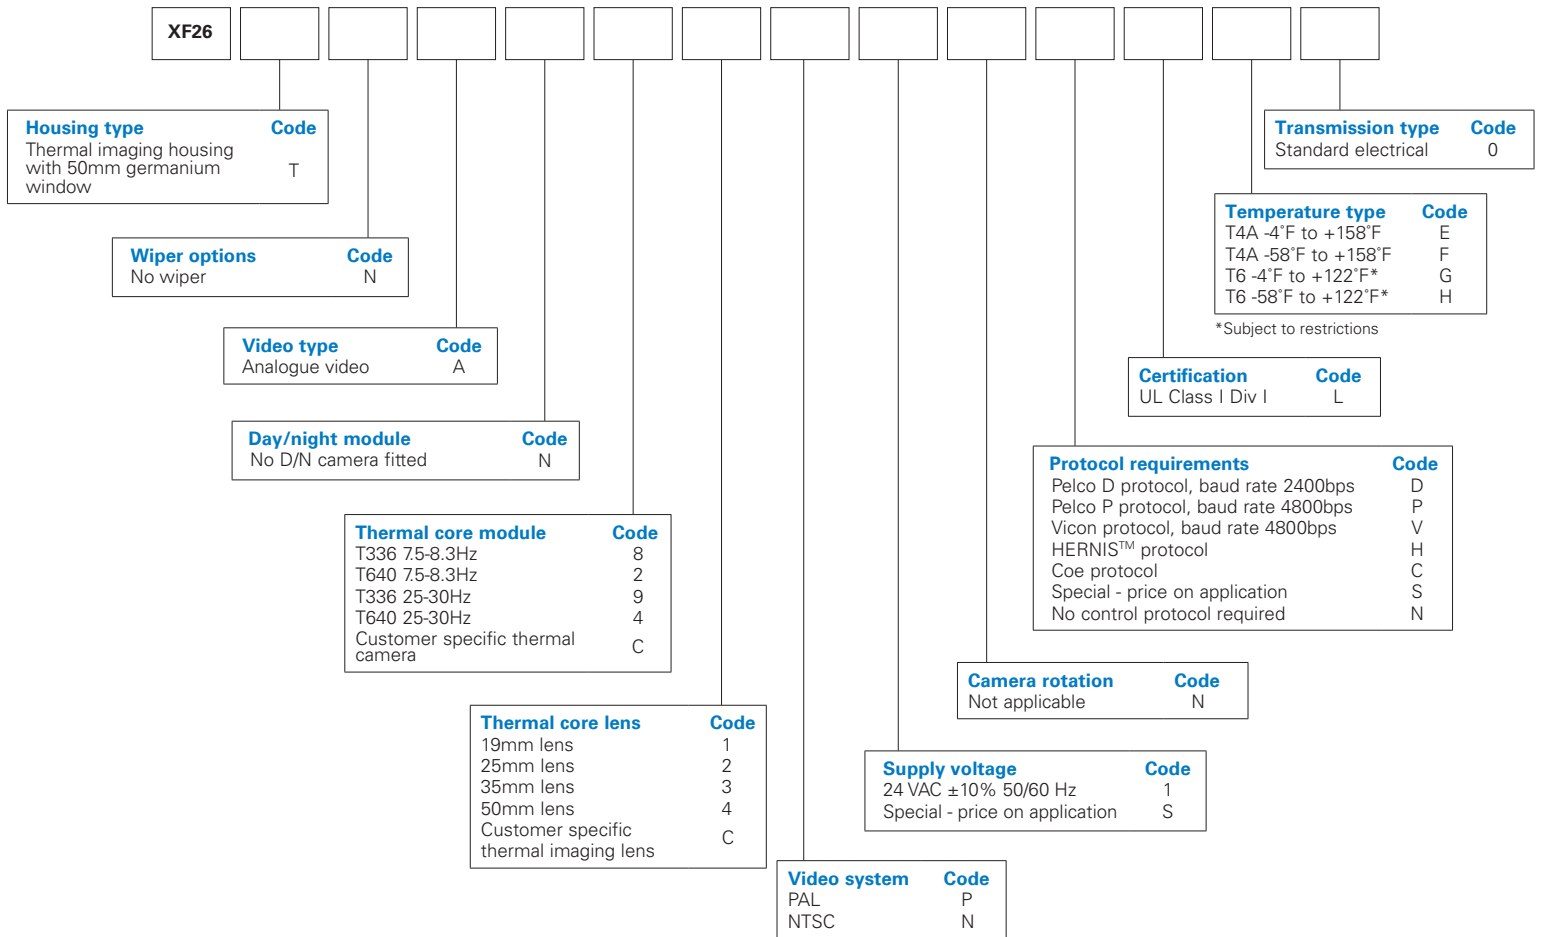 XF26
Housing type Code
Thermal imaging housing
with 50mm germanium
window
T
Wiper options Code
No wiper N
Video type Code
Analogue video A
Day/night module Code
No D/N camera fitted N
Thermal core module Code
T336 7.5-8.3Hz 8
T640 7.5-8.3Hz 2
T336 25-30Hz 9
T640 25-30Hz 4
Customer specific thermal
camera
C
Thermal core lens Code
19mm lens 1
25mm lens 2
35mm lens 3
50mm lens 4
Customer specific
thermal imaging lens
C
Video system Code
PAL P
NTSC N
Supply voltage Code
24 VAC ±10% 50/60 Hz 1
Special - price on application S
Camera rotation Code
Not applicable N
Protocol requirements Code
Pelco D protocol, baud rate 2400bps D
Pelco P protocol, baud rate 4800bps P
Vicon protocol, baud rate 4800bps V
HERNIS™ protocol H
Coe protocol C
Special - price on application S
No control protocol required N
Certification Code
UL Class I Div I L
Temperature type Code
T4A -4˚F to +158˚F E
T4A -58˚F to +158˚F F
T6 -4˚F to +122˚F* G
T6 -58˚F to +122˚F* H
*Subject to restrictions
Transmission type Code
Standard electrical 0